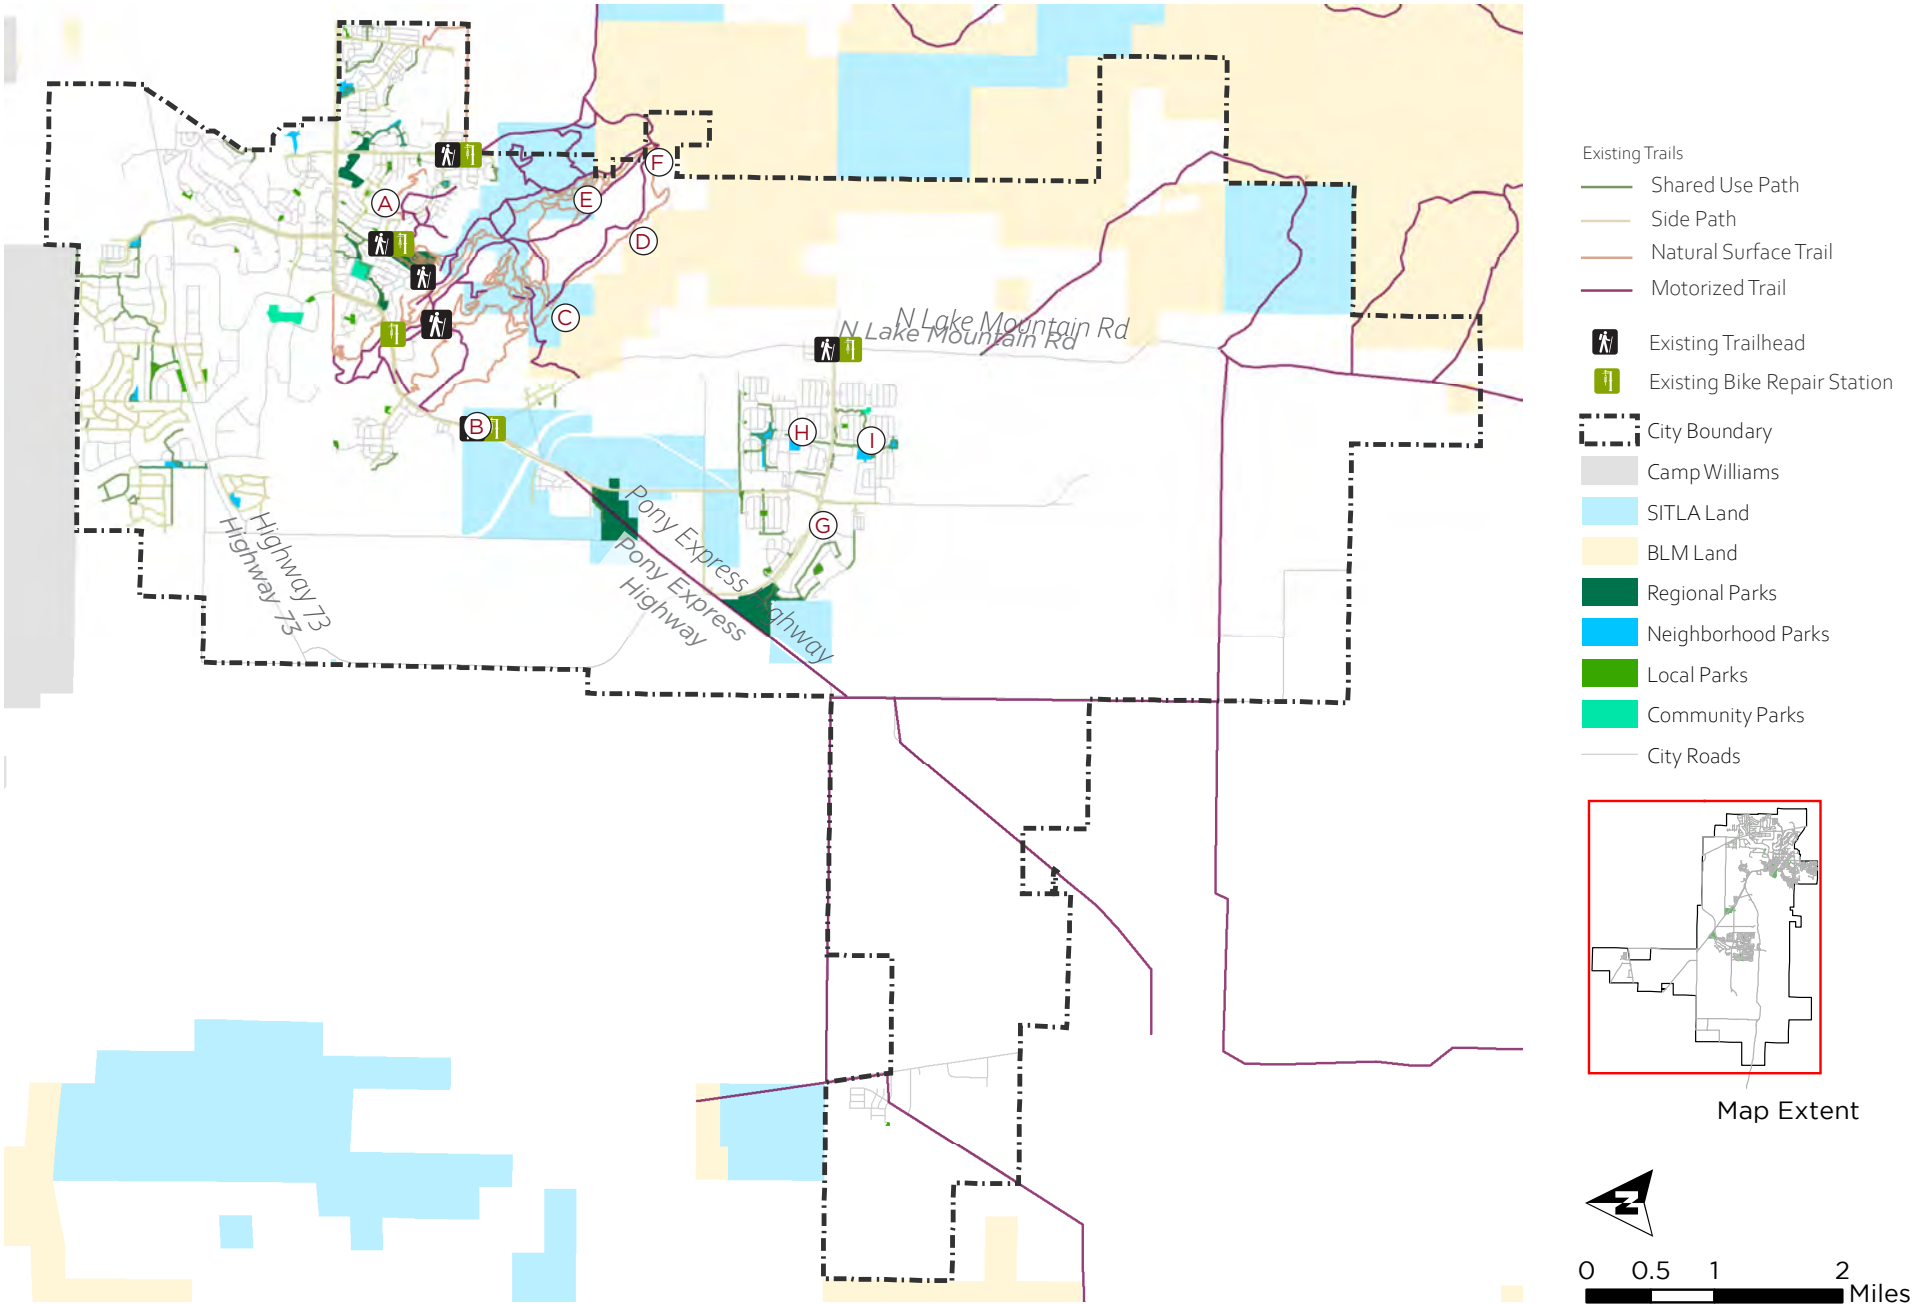 A
F
E
D
C
B
H
I
G
N Lake Mountain Rd
N Lake Mountain Rd
Highway 73
Highway 73
Pony Express Highway
Pony Express
Highway
Existing Trails
Shared Use Path
Side Path
Natural Surface Trail
Motorized Trail
Existing Trailhead
Existing Bike Repair Station
City Boundary
Camp Williams
SITLA Land
BLM Land
Regional Parks
Neighborhood Parks
Local Parks
Community Parks
City Roads
Map Extent
N
0 0.5 1 2
Miles